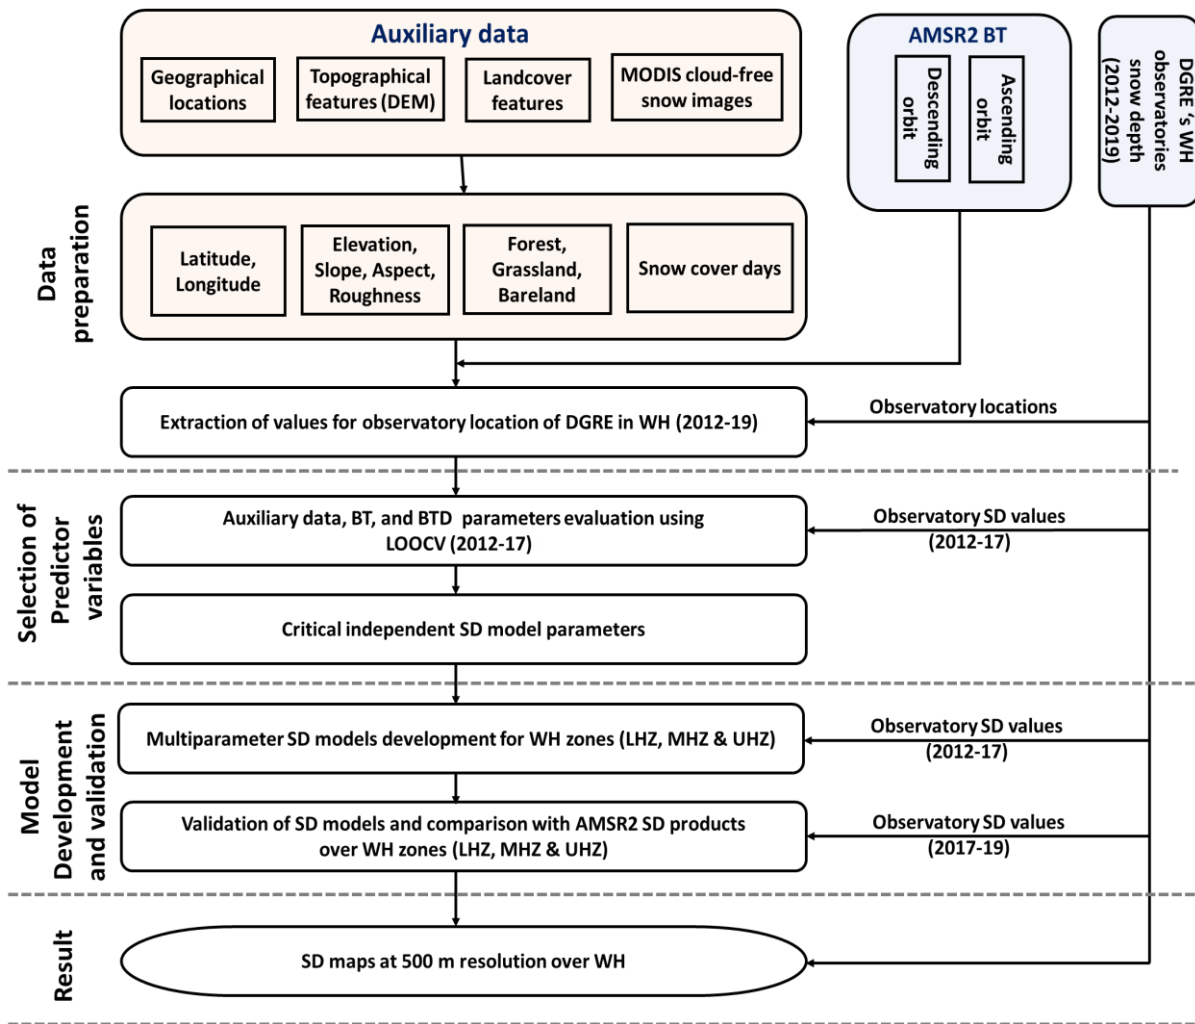 Auxiliary data
Geographical
locations
Topographical
features (DEM)
Landcover
features
MODIS cloud-free
snow images
AMSR2 BT
Descending
orbit
Ascending
orbit
DGRE 's WH
observatories
snow depth
(2012-2019)
Data
preparation
Latitude,
Longitude
Elevation,
Slope, Aspect,
Roughness
Forest,
Grassland,
Bareland
Snow cover days
Extraction of values for observatory location of DGRE in WH (2012-19)
Observatory locations
Selection of
Predictor
variables
Auxiliary data, BT, and BTD parameters evaluation using
LOOCV (2012-17)
Observatory SD values
(2012-17)
Critical independent SD model parameters
Model
Development
and validation
Multiparameter SD models development for WH zones (LHZ, MHZ & UHZ)
Observatory SD values
(2012-17)
Validation of SD models and comparison with AMSR2 SD products
over WH zones (LHZ, MHZ & UHZ)
Observatory SD values
(2017-19)
Result
SD maps at 500 m resolution over WH